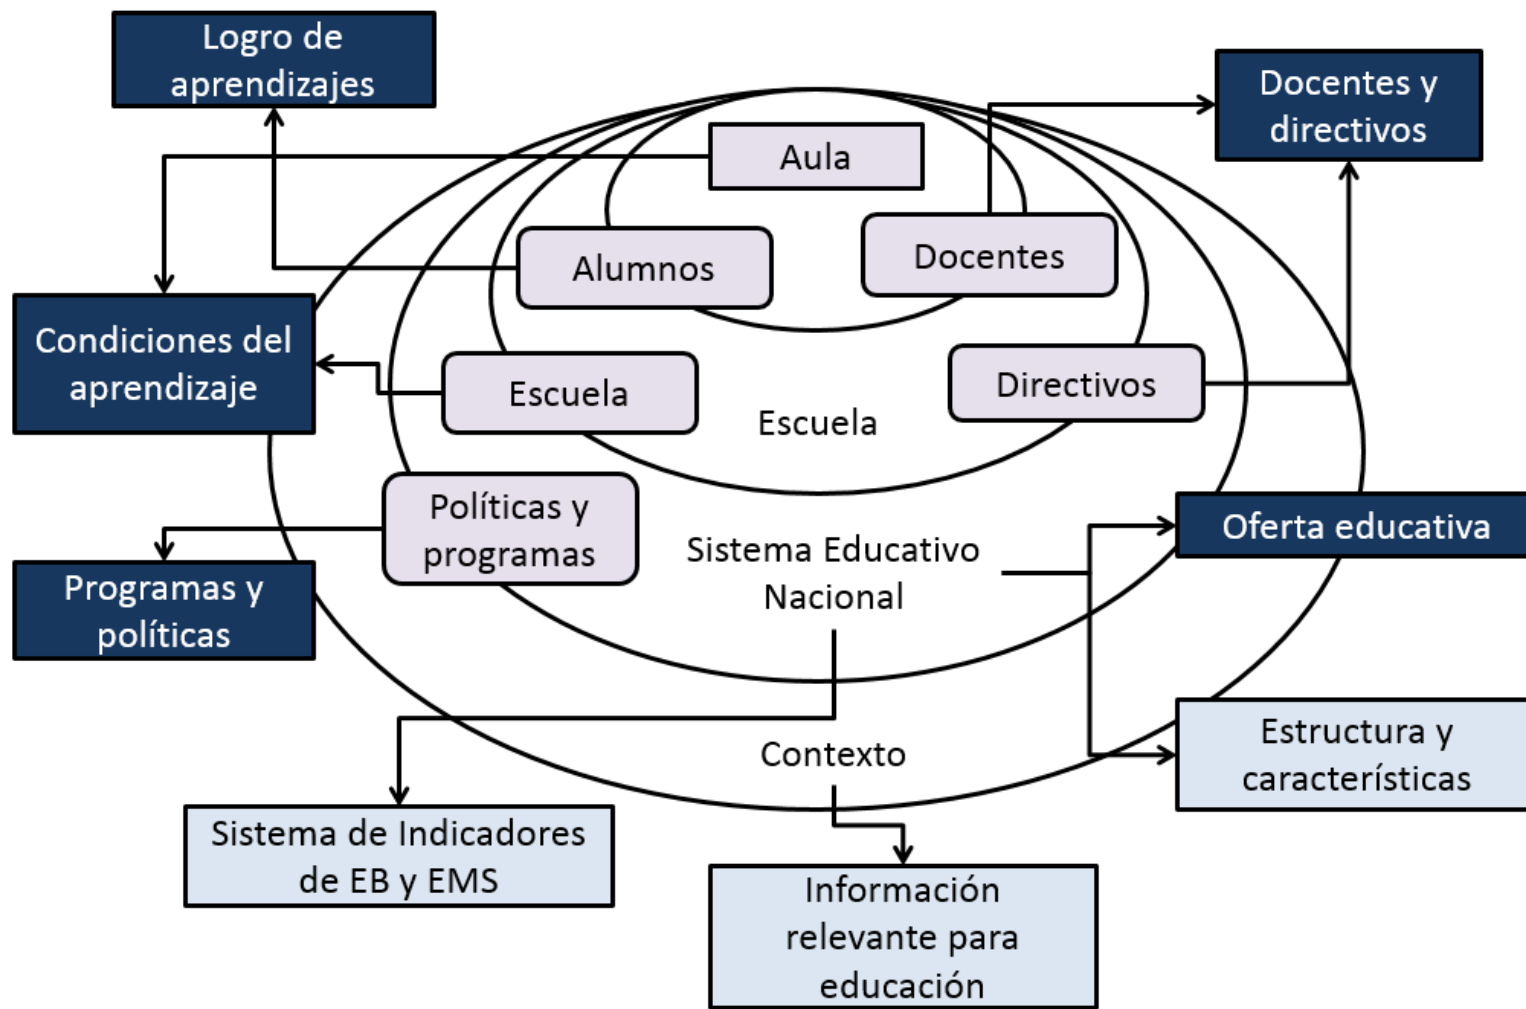 Logro de
aprendizajes
Docentes y
directivos
Aula
Alumnos
Docentes
Condiciones del
aprendizaje
Escuela
Directivos
Escuela
Políticas y
programas
Sistema Educativo
Nacional
Oferta educativa
Programas y
políticas
Contexto
Estructura y
características
Sistema de Indicadores
de EB y EMS
Información
relevante para
educación